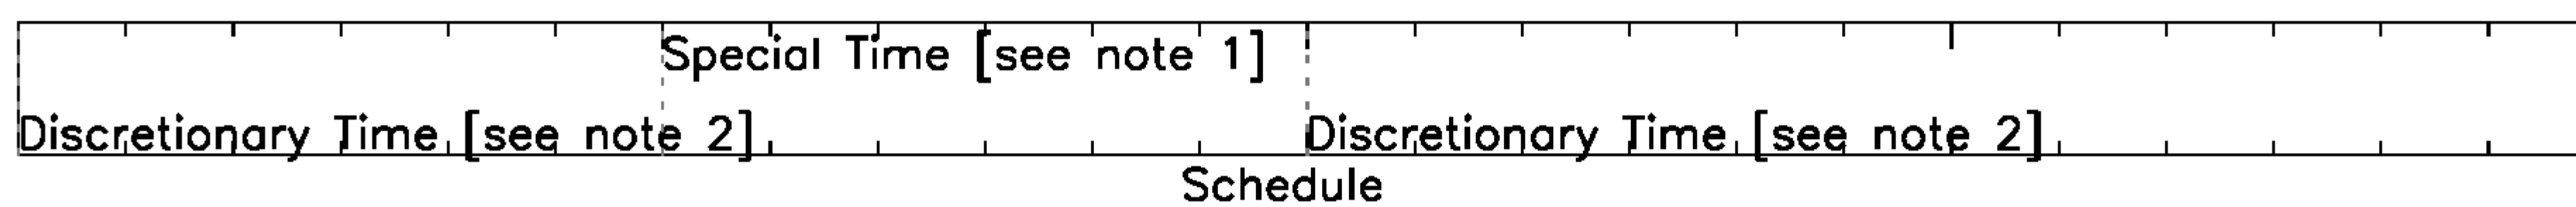 Special Time [see note 1]
Discretionary Time [see note 2] Discretionary Time [see note 2]
Schedule